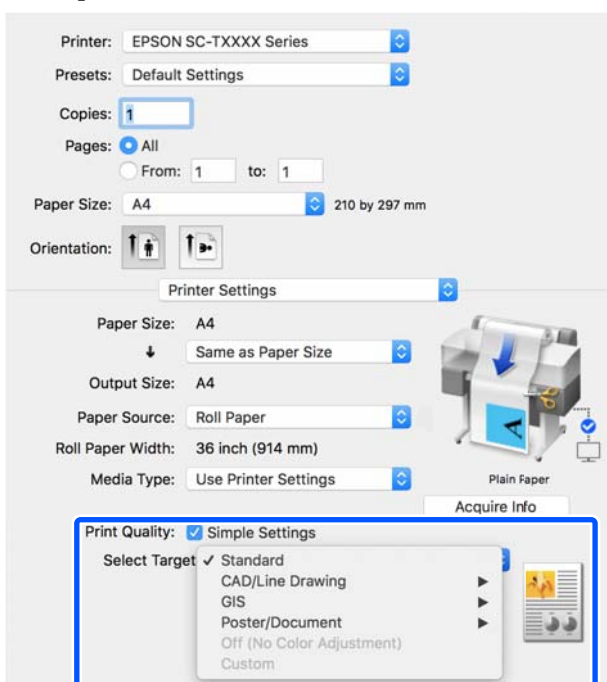 Printer: EPSON SC-TXXXX Series
Presets: Default Settings
Copies: 1
Pages: All
From: 1 to: 1
Paper Size: A4 210 by 297 mm
Orientation:
Printer Settings
Paper Size: A4
Same as Paper Size
Output Size: A4
Paper Source: Roll Paper
Roll Paper Width: 36 inch (914 mm)
Media Type: Use Printer Settings
Plain Paper
Acquire Info
Print Quality: Simple Settings
Select Target ✓ Standard
CAD/Line Drawing
GIS
Poster/Document
Off (No Color Adjustment)
Custom